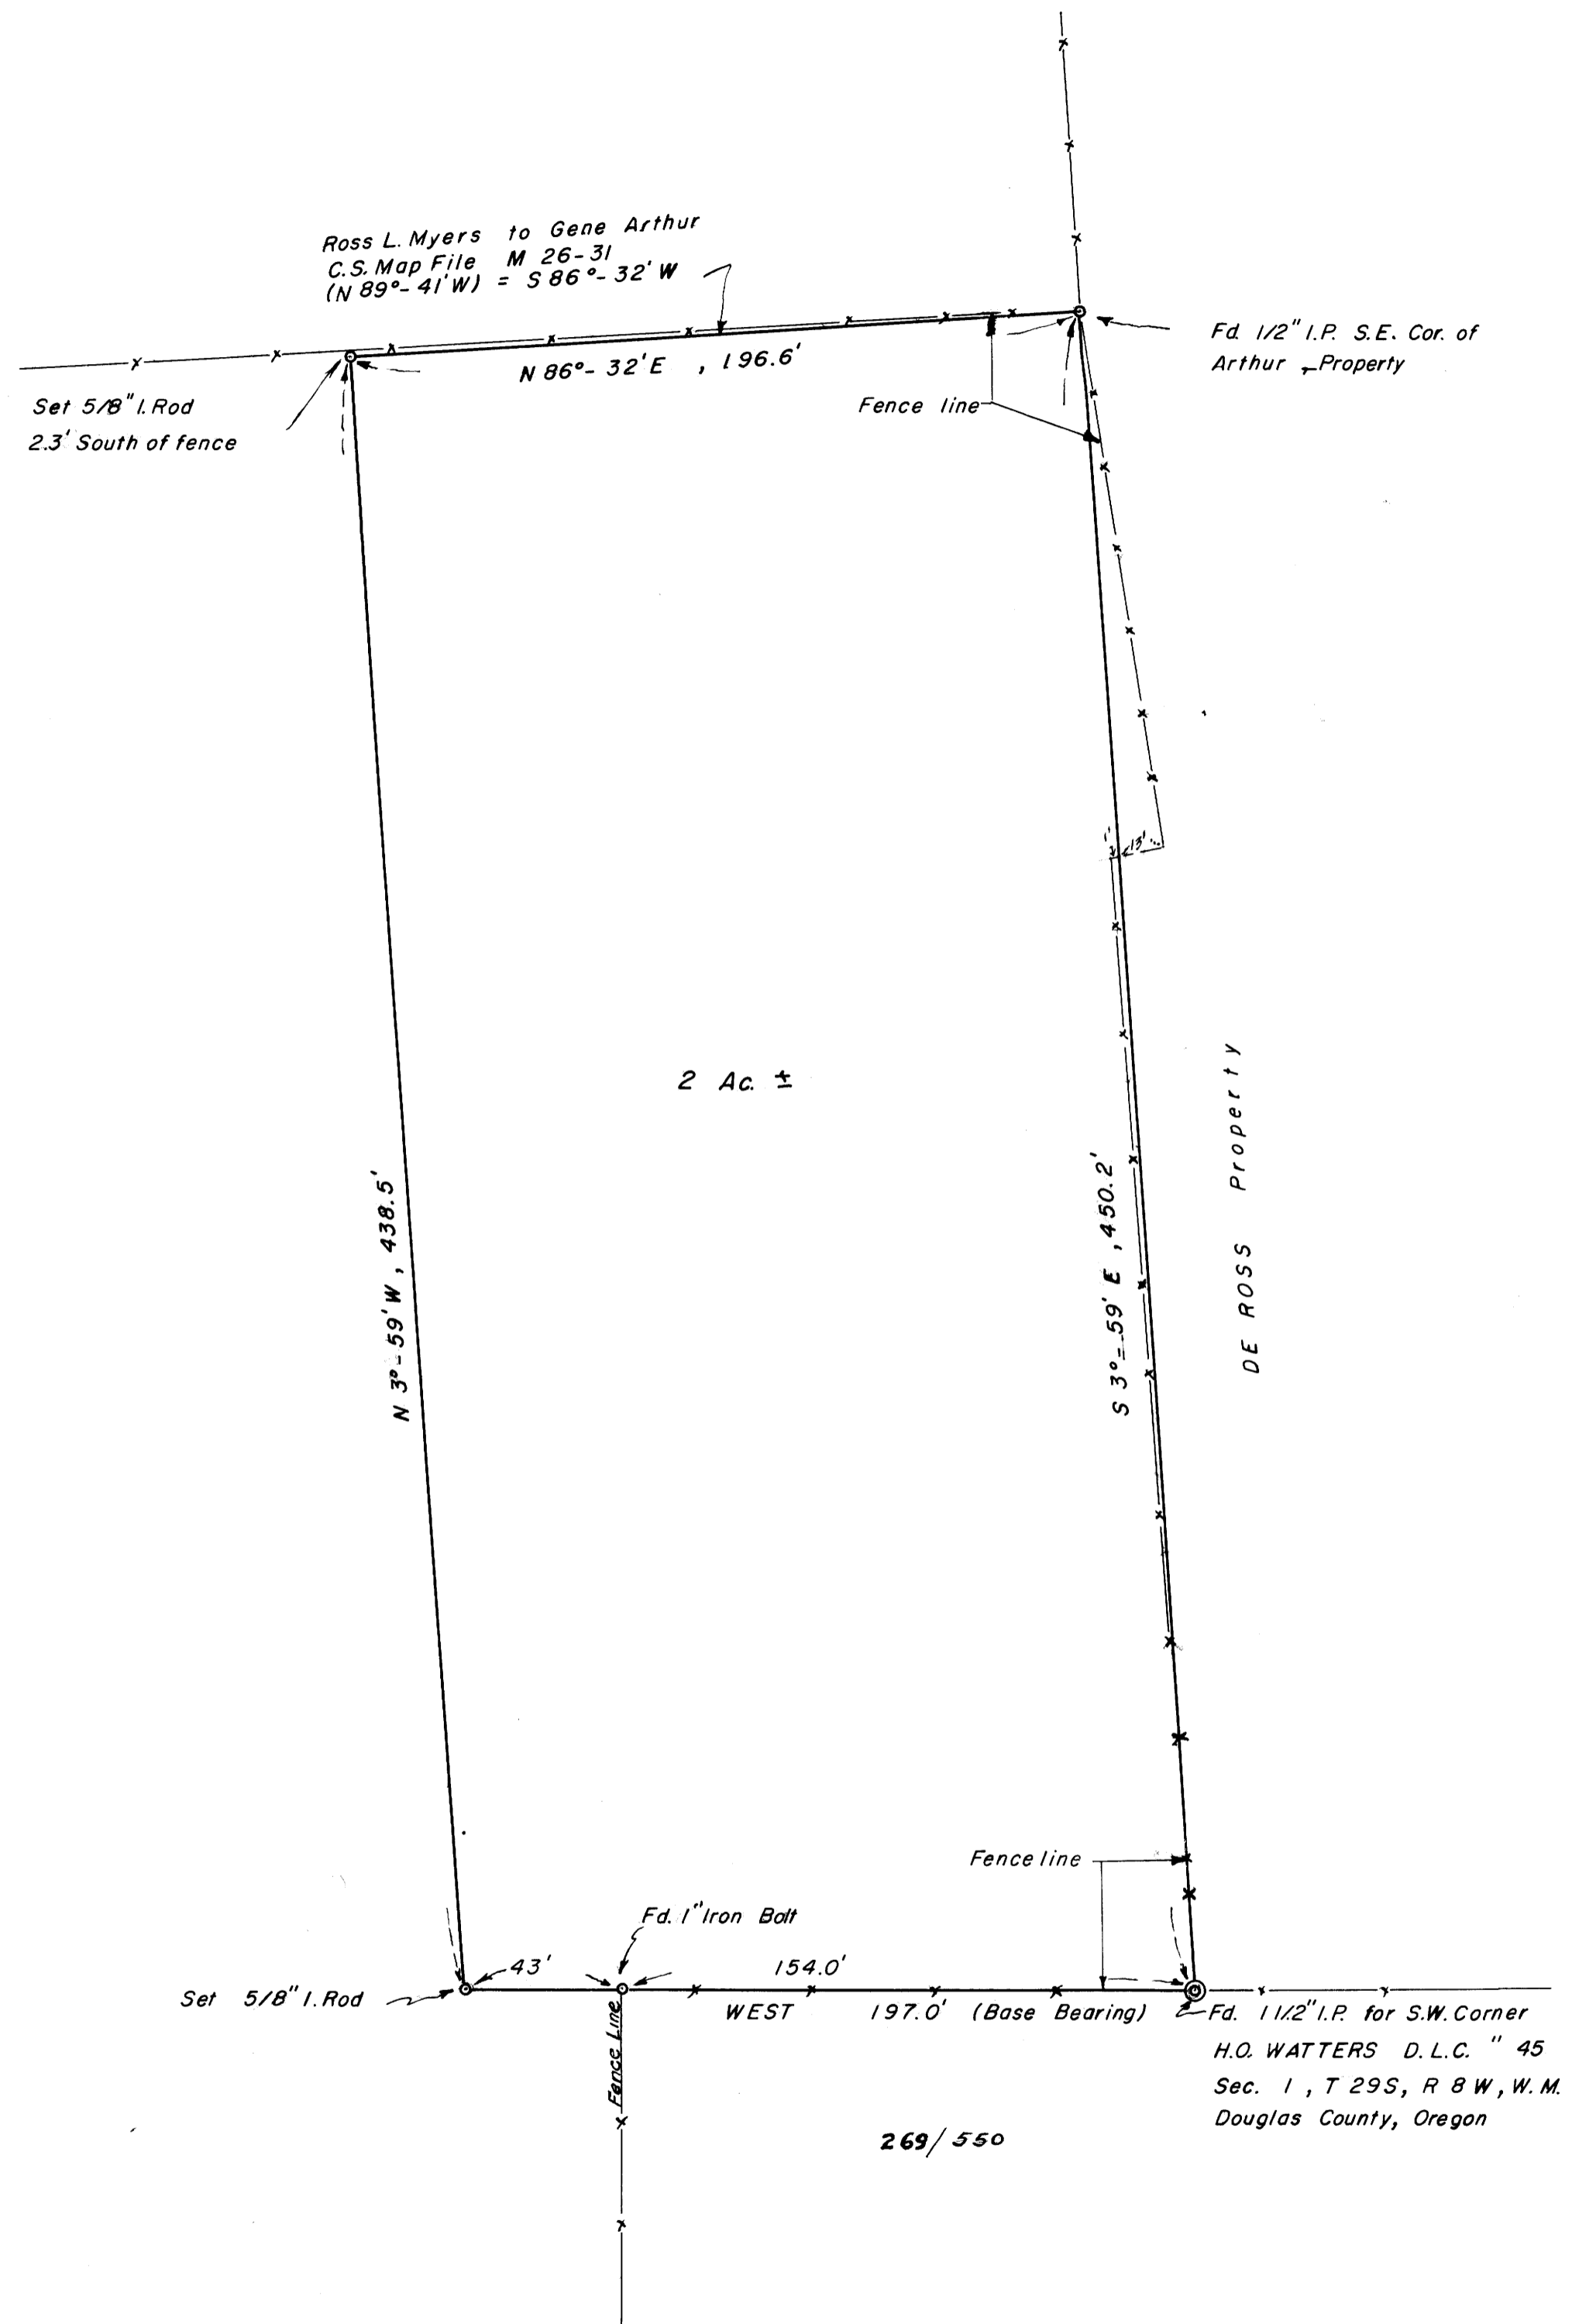 Ross L. Myers to Gene Arthur
C.S. Map File M 26-31
(N 89°-41'W) = S 86°-32' W
N 86°-32'E , 196.6'
Fd. 1/2" I.P. S.E. Cor. of
Arthur Property
Set 5/8" I. Rod
2.3' South of fence
Fence line
13'
2 Ac. ±
N 3°-59'W , 438.5'
S 3°=59' E , 450.2'
DE ROSS Property
Fence line
Fd. 1" Iron Bolt
43'
154.0'
Set 5/8" I. Rod
WEST 197.0' (Base Bearing)
Fence Line
Fd. 1 1/2" I.P. for S.W. Corner
H.O. WATTERS D.L.C. " 45
Sec. 1 , T 29S, R 8 W, W.M.
Douglas County, Oregon
269/550